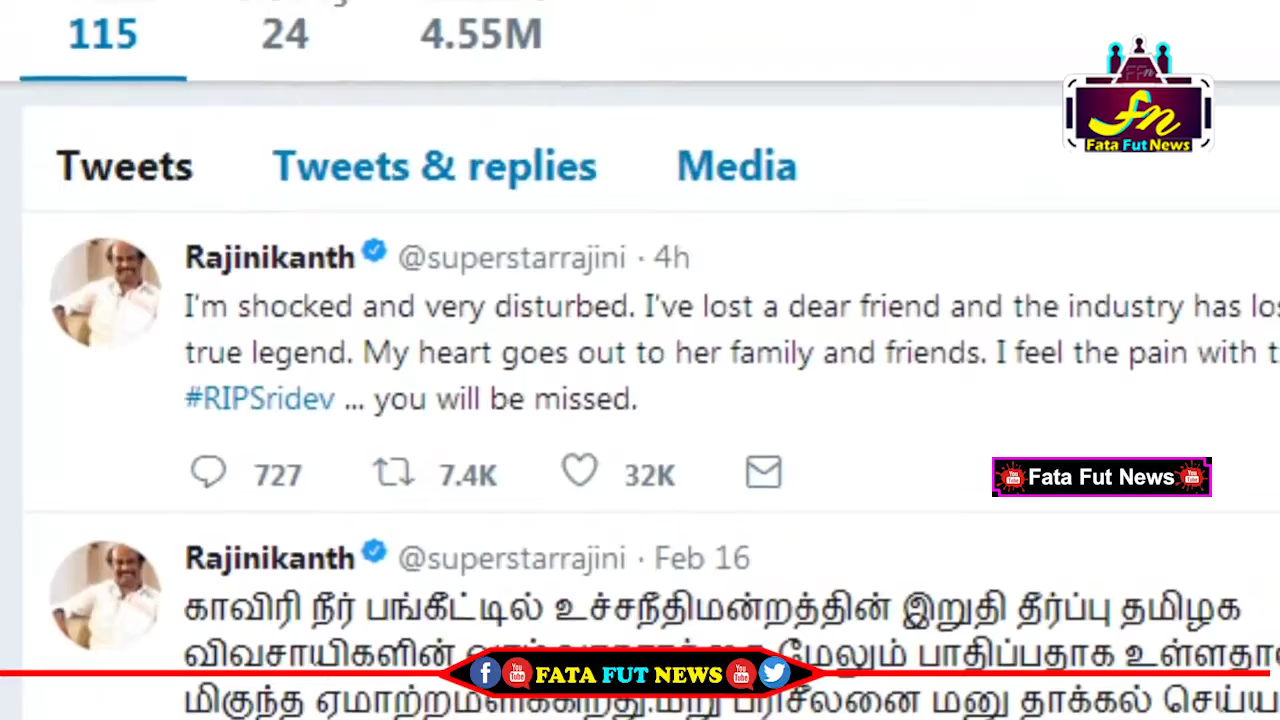 115 24 4.55M
FFn
fn
Fata Fut News
Tweets Tweets & replies Media
Rajinikanth @superstarrajini · 4h
I'm shocked and very disturbed. I've lost a dear friend and the industry has
true legend. My heart goes out to her family and friends. I feel the pain with
#RIPSridev ... you will be missed.
727 7.4K 32K
Fata Fut News
Rajinikanth @superstarrajini · Feb 16
காவிரி நீர் பங்கீட்டில் உச்சநீதிமன்றத்தின் இறுதி தீர்ப்பு தமிழக
விவசாயிகளின் மேலும் பாதிப்பதாக
FATA FUT NEWS
மிகுந்த மனு தாக்கல்